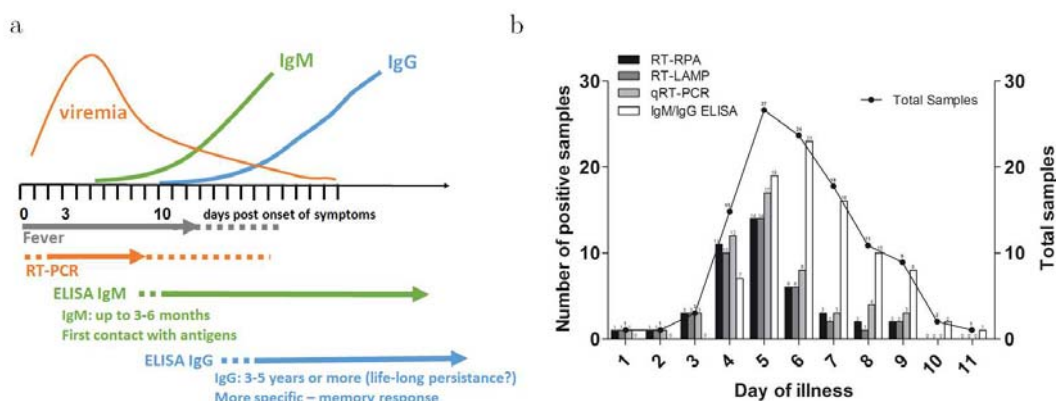 a
IgM
IgG
viremia
0 3 10 days post onset of symptoms
Fever
RT-PCR
ELISA IgM
IgM: up to 3-6 months
First contact with antigens
ELISA IgG
IgG: 3-5 years or more (life-long persistance?)
More specific – memory response
b
RT-RPA
RT-LAMP
qRT-PCR
IgM/IgG ELISA
Total Samples
Number of positive samples
30
20
10
0
Total samples
30
20
10
0
1 2 3 4 5 6 7 8 9 10 11
Day of illness